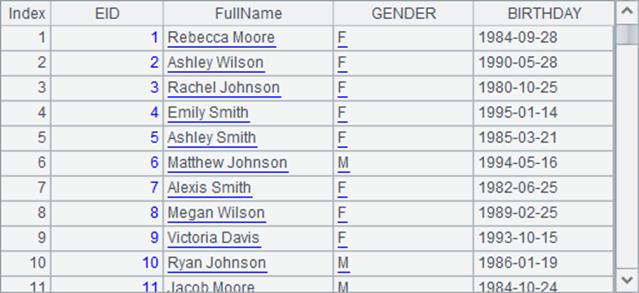 Index EID FullName GENDER BIRTHDAY
1 1 Rebecca Moore F 1984-09-28
2 2 Ashley Wilson F 1990-05-28
3 3 Rachel Johnson F 1980-10-25
4 4 Emily Smith F 1995-01-14
5 5 Ashley Smith F 1985-03-21
6 6 Matthew Johnson M 1994-05-16
7 7 Alexis Smith F 1982-06-25
8 8 Megan Wilson F 1989-02-25
9 9 Victoria Davis F 1993-10-15
10 10 Ryan Johnson M 1986-01-19
11 11 Jacob Moore M 1984-10-24